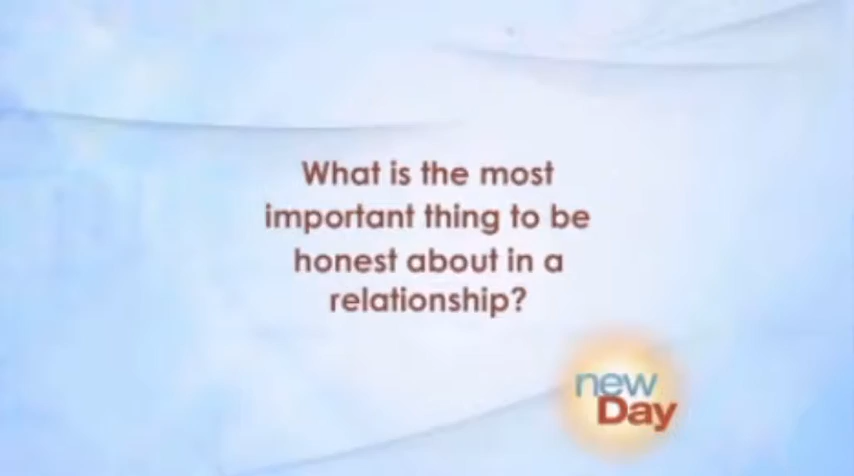 What is the most
important thing to be
honest about in a
relationship?
new
Day